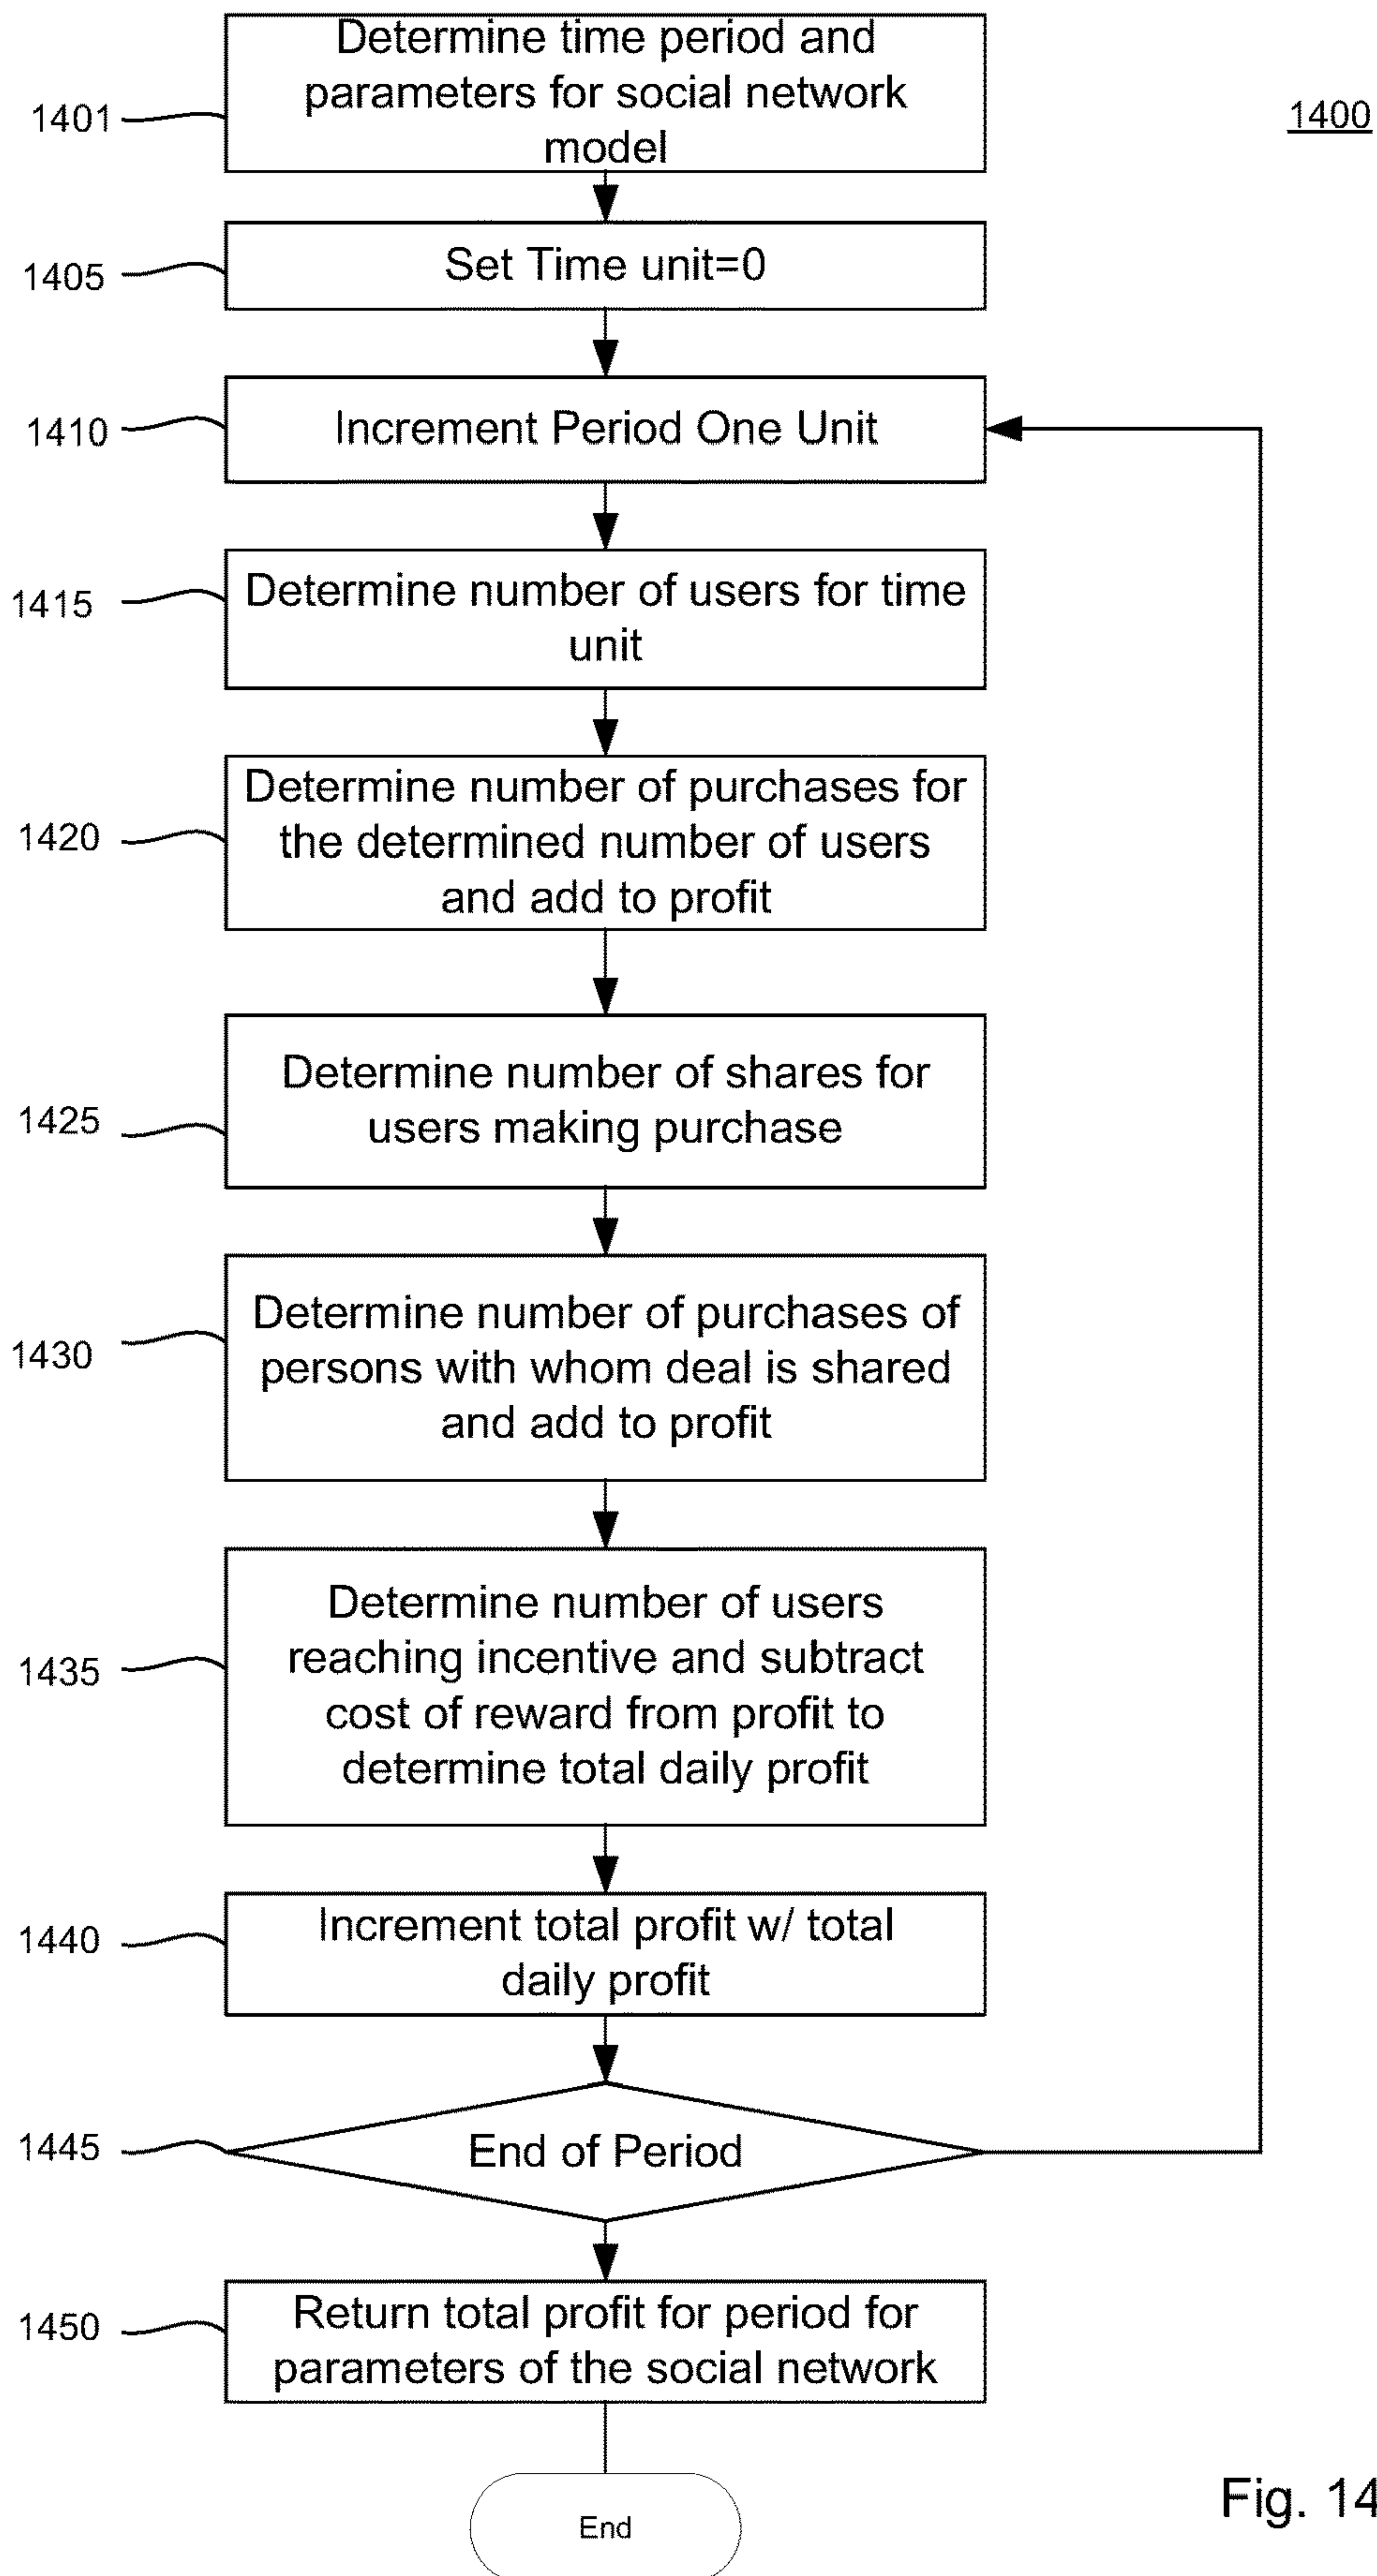 Determine time period and
parameters for social network
model
1401
1400
Set Time unit=0
1405
Increment Period One Unit
1410
Determine number of users for time
unit
1415
Determine number of purchases for
the determined number of users
and add to profit
1420
Determine number of shares for
users making purchase
1425
Determine number of purchases of
persons with whom deal is shared
and add to profit
1430
Determine number of users
reaching incentive and subtract
cost of reward from profit to
determine total daily profit
1435
Increment total profit w/ total
daily profit
1440
End of Period
1445
Return total profit for period for
parameters of the social network
1450
End
Fig. 14